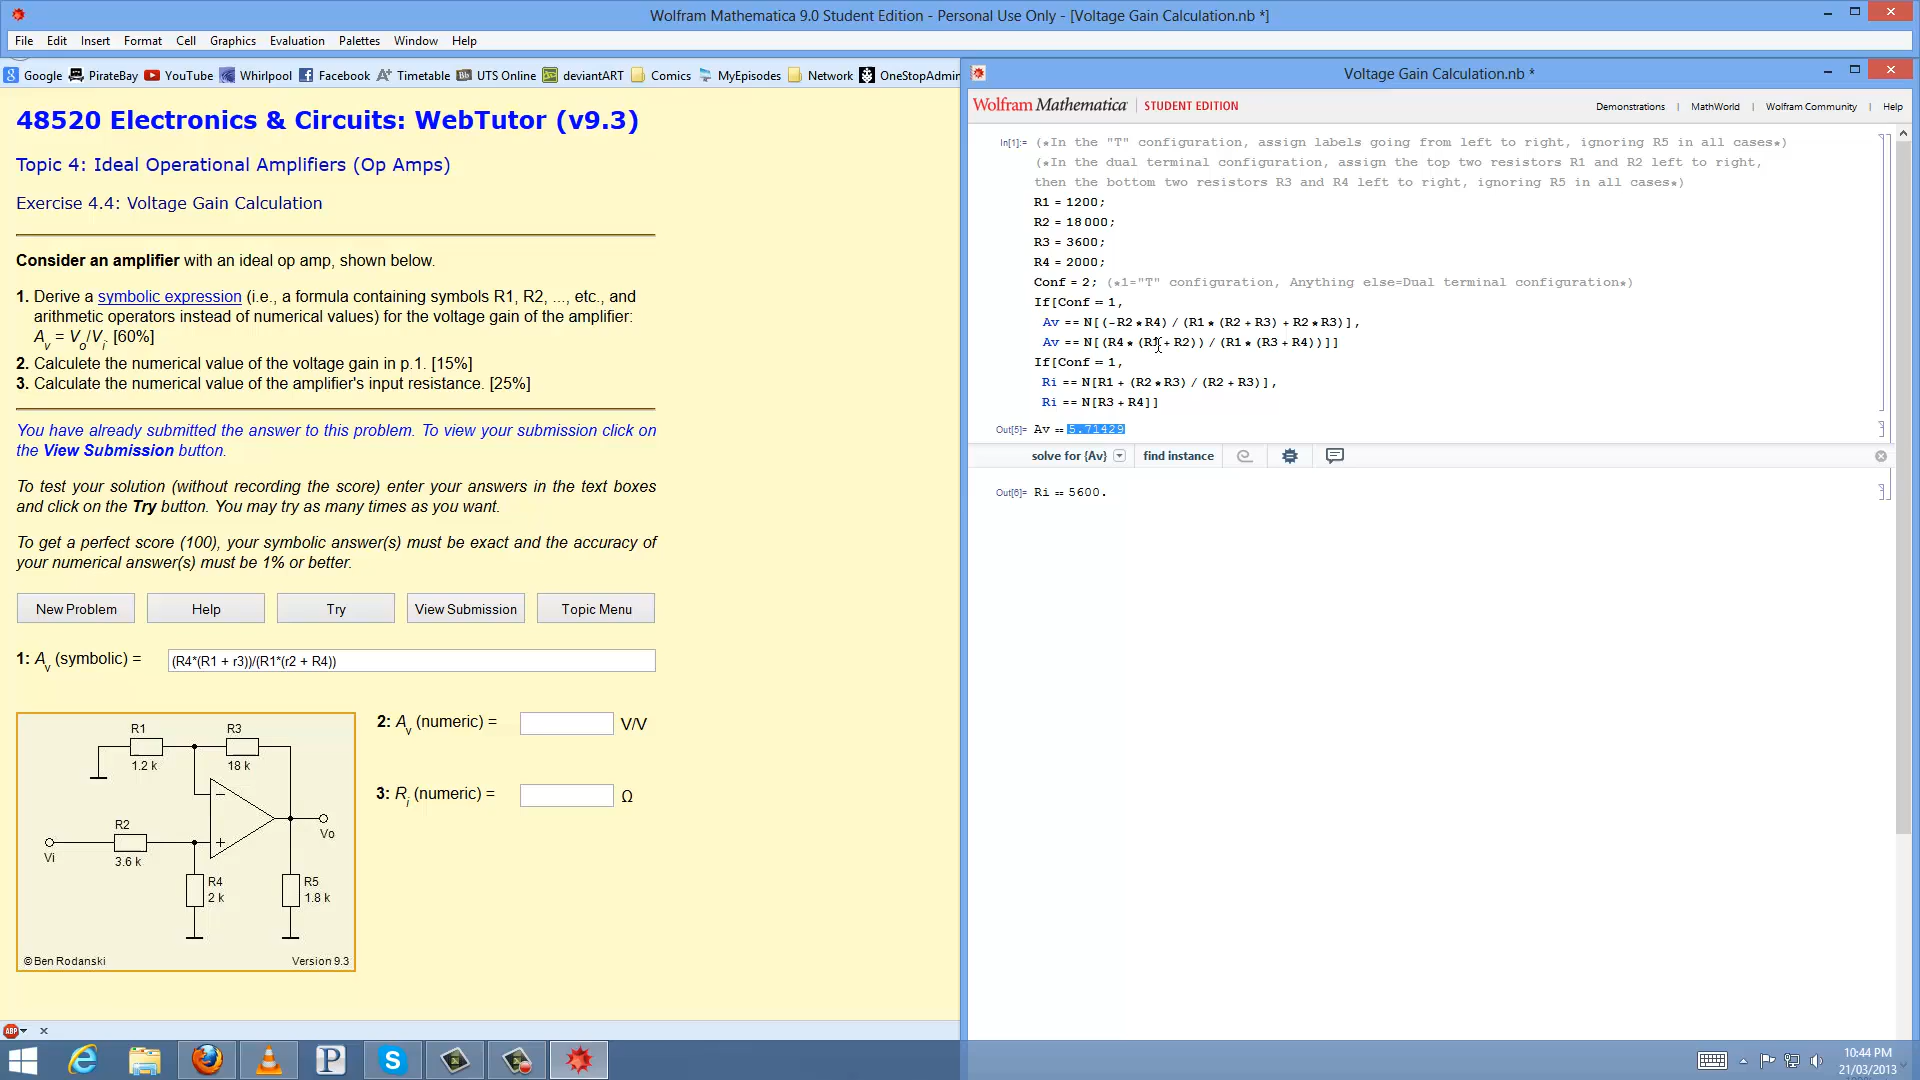 Wolfram Mathematica 9.0 Student Edition - Personal Use Only - [Voltage Gain Calculation.nb *]
File Edit Insert Format Cell Graphics Evaluation Palettes Window Help
Google PirateBay YouTube Whirlpool Facebook Timetable UTS Online deviantART Comics MyEpisodes Network OneStopAdmin
48520 Electronics & Circuits: WebTutor (v9.3)
Topic 4: Ideal Operational Amplifiers (Op Amps)
Exercise 4.4: Voltage Gain Calculation
Consider an amplifier with an ideal op amp, shown below.
1. Derive a symbolic expression (i.e., a formula containing symbols R1, R2, ..., etc., and
arithmetic operators instead of numerical values) for the voltage gain of the amplifier:
Av = Vo/Vi. [60%]
2. Calculete the numerical value of the voltage gain in p.1. [15%]
3. Calculate the numerical value of the amplifier's input resistance. [25%]
You have already submitted the answer to this problem. To view your submission click on
the View Submission button.
To test your solution (without recording the score) enter your answers in the text boxes
and click on the Try button. You may try as many times as you want.
To get a perfect score (100), your symbolic answer(s) must be exact and the accuracy of
your numerical answer(s) must be 1% or better.
New Problem Help Try View Submission Topic Menu
1: Av (symbolic) = (R4*(R1 + r3))/(R1*(r2 + R4))
2: Av (numeric) = V/V
3: Ri (numeric) = Ω
R1 R3
1.2 k 18 k
−
R2
Vo
+
Vi
3.6 k
R4 R5
2 k 1.8 k
©Ben Rodanski Version 9.3
Voltage Gain Calculation.nb *
Wolfram Mathematica | STUDENT EDITION
Demonstrations | MathWorld | Wolfram Community | Help
In[1]:= (*In the "T" configuration, assign labels going from left to right, ignoring R5 in all cases*)
(*In the dual terminal configuration, assign the top two resistors R1 and R2 left to right,
then the bottom two resistors R3 and R4 left to right, ignoring R5 in all cases*)
R1 = 1200;
R2 = 18000;
R3 = 3600;
R4 = 2000;
Conf = 2; (*1="T" configuration, Anything else=Dual terminal configuration*)
If[Conf == 1,
Av == N[(-R2*R4) / (R1* (R2 + R3) + R2*R3)],
Av == N[(R4* (R1 + R2)) / (R1* (R3 + R4))]]
If[Conf == 1,
Ri == N[R1 + (R2*R3) / (R2 + R3)],
Ri == N[R3 + R4]]
Out[5]= Av == 5.71429
solve for {Av} find instance
Out[6]= Ri == 5600.
ABP
10:44 PM
21/03/2013